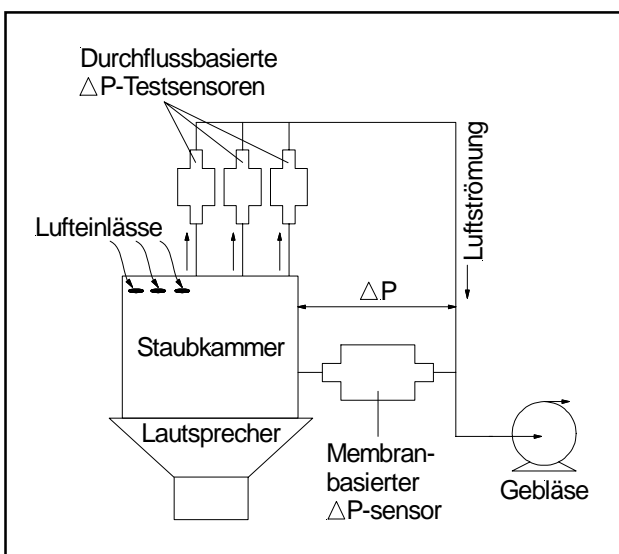 Durchflussbasierte
△P-Testsensoren
Lufteinlässe
Luftströmung
△P
Staubkammer
Lautsprecher
Membran-
basierter
△P-sensor
Gebläse